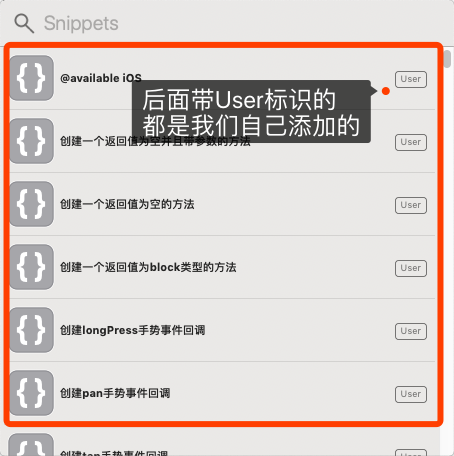 Snippets
@available iOS
User
后面带User标识的
都是我们自己添加的
创建一个返回值为空并且带参数的方法
User
创建一个返回值为空的方法
User
创建一个返回值为block类型的方法
User
创建longPress手势事件回调
User
创建pan手势事件回调
User
创建tap手势事件回调
User